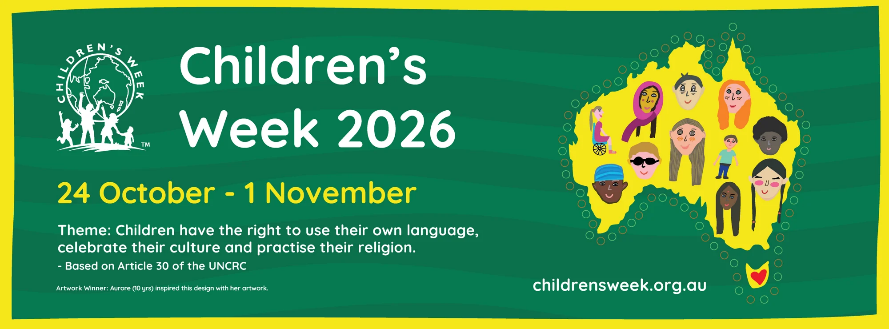 CHILDREN'S WEEK
TM
Children's
Week 2026
24 October - 1 November
Theme: Children have the right to use their own language,
celebrate their culture and practise their religion.
- Based on Article 30 of the UNCRC
Artwork Winner: Aurore (10 yrs) inspired this design with her artwork.
childrensweek.org.au